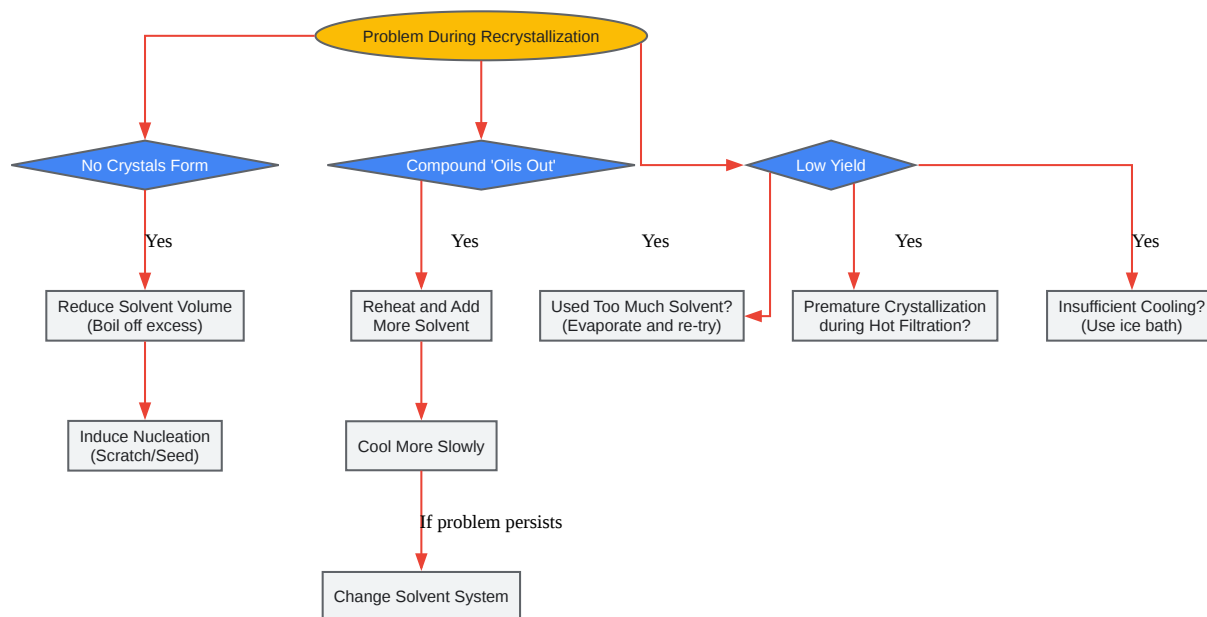 Problem During Recrystallization
No Crystals Form
Compound 'Oils Out'
Low Yield
Yes
Yes
Yes
Yes
Yes
Reduce Solvent Volume
(Boil off excess)
Reheat and Add
More Solvent
Used Too Much Solvent?
(Evaporate and re-try)
Premature Crystallization
during Hot Filtration?
Insufficient Cooling?
(Use ice bath)
Induce Nucleation
(Scratch/Seed)
Cool More Slowly
If problem persists
Change Solvent System